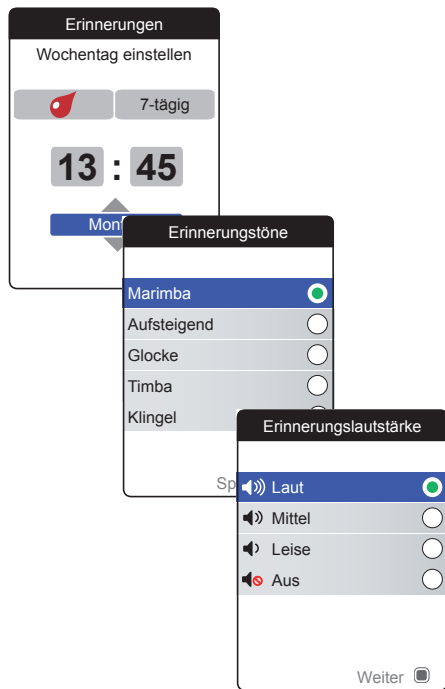 Erinnerungen
Wochentag einstellen
7-tägig
13 : 45
Erinnerungstöne
Marimba
Aufsteigend
Glocke
Timba
Klingel
Erinnerungslautstärke
Laut
Mittel
Leise
Aus
Weiter